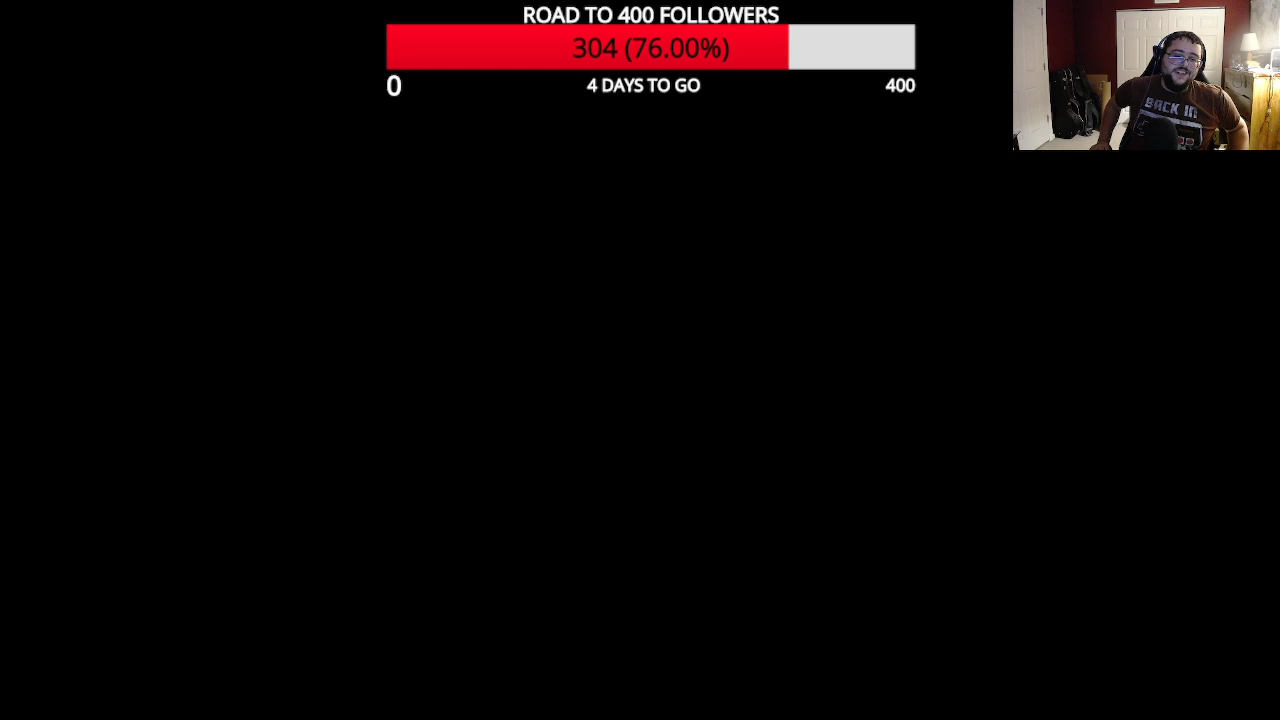 ROAD TO 400 FOLLOWERS
304 (76.00%)
0
4 DAYS TO GO
400
BACK IN